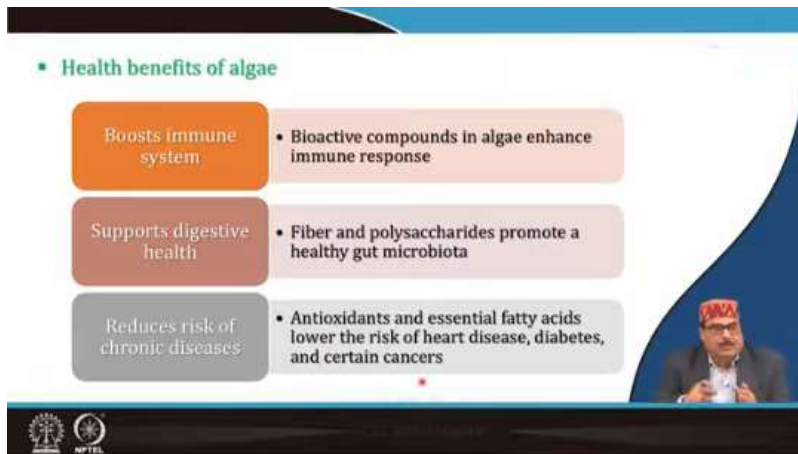 Health benefits of algae
Boosts immune
system
• Bioactive compounds in algae enhance
immune response
Supports digestive
health
• Fiber and polysaccharides promote a
healthy gut microbiota
Reduces risk of
chronic diseases
• Antioxidants and essential fatty acids
lower the risk of heart disease, diabetes,
and certain cancers
NPTEL